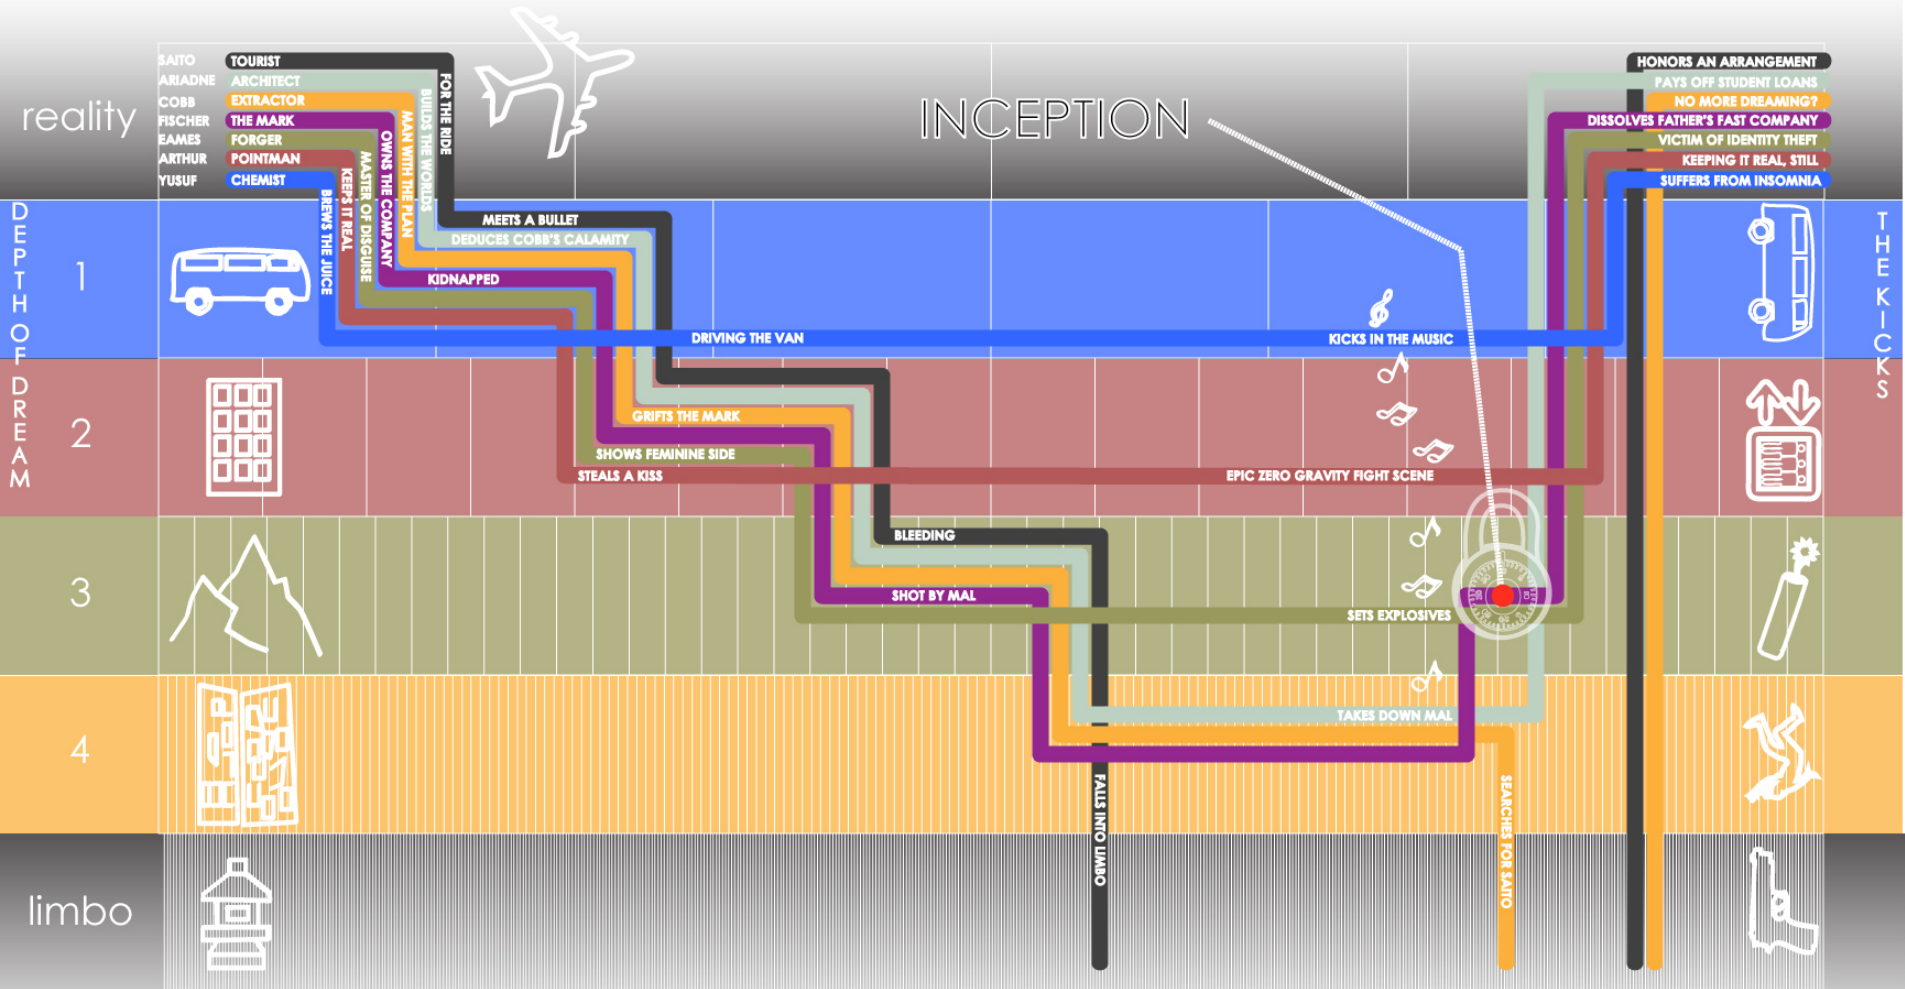 SAITO TOURIST
ARIADNE ARCHITECT
COBB EXTRACTOR
FISCHER THE MARK
EAMES FORGER
ARTHUR POINTMAN
YUSUF CHEMIST
reality
FOR THE RIDE
BUILDS THE WORLDS
MAN WITH THE PLAN
OWNS THE COMPANY
MASTER OF DISGUISE
KEEPS IT REAL
BREWS THE JUICE
INCEPTION
HONORS AN ARRANGEMENT
PAYS OFF STUDENT LOANS
NO MORE DREAMING?
DISSOLVES FATHER'S FAST COMPANY
VICTIM OF IDENTITY THEFT
KEEPING IT REAL, STILL
SUFFERS FROM INSOMNIA
DEPTH OF DREAM
THE KICKS
1
MEETS A BULLET
DEDUCES COBB'S CALAMITY
KIDNAPPED
DRIVING THE VAN
KICKS IN THE MUSIC
2
GRIFTS THE MARK
SHOWS FEMININE SIDE
STEALS A KISS
EPIC ZERO GRAVITY FIGHT SCENE
3
BLEEDING
SHOT BY MAL
SETS EXPLOSIVES
4
TAKES DOWN MAL
FALLS INTO LIMBO
SEARCHES FOR SAITO
limbo